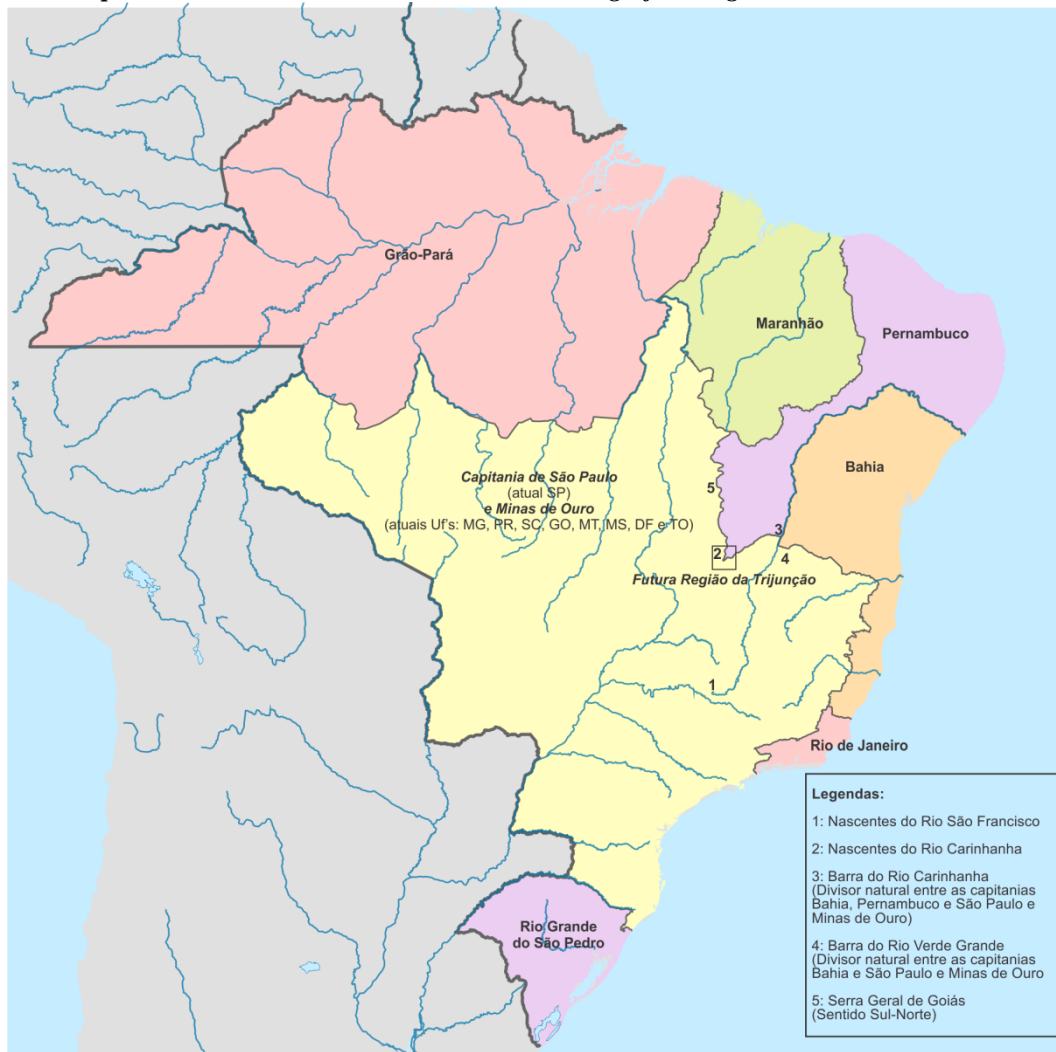 Grão-Pará
Maranhão
Pernambuco
Bahia
Capitania de São Paulo
(atual SP)
e Minas de Ouro
(atuais Uf's: MG, PR, SC, GO, MT, MS, DF e TO)
5
3
2
4
Futura Região da Trijunção
1
Rio de Janeiro
Rio Grande
do São Pedro
Legendas:
1: Nascentes do Rio São Francisco
2: Nascentes do Rio Carinhanha
3: Barra do Rio Carinhanha
(Divisor natural entre as capitanias
Bahia, Pernambuco e São Paulo e
Minas de Ouro)
4: Barra do Rio Verde Grande
(Divisor natural entre as capitanias
Bahia e São Paulo e Minas de Ouro
5: Serra Geral de Goiás
(Sentido Sul-Norte)